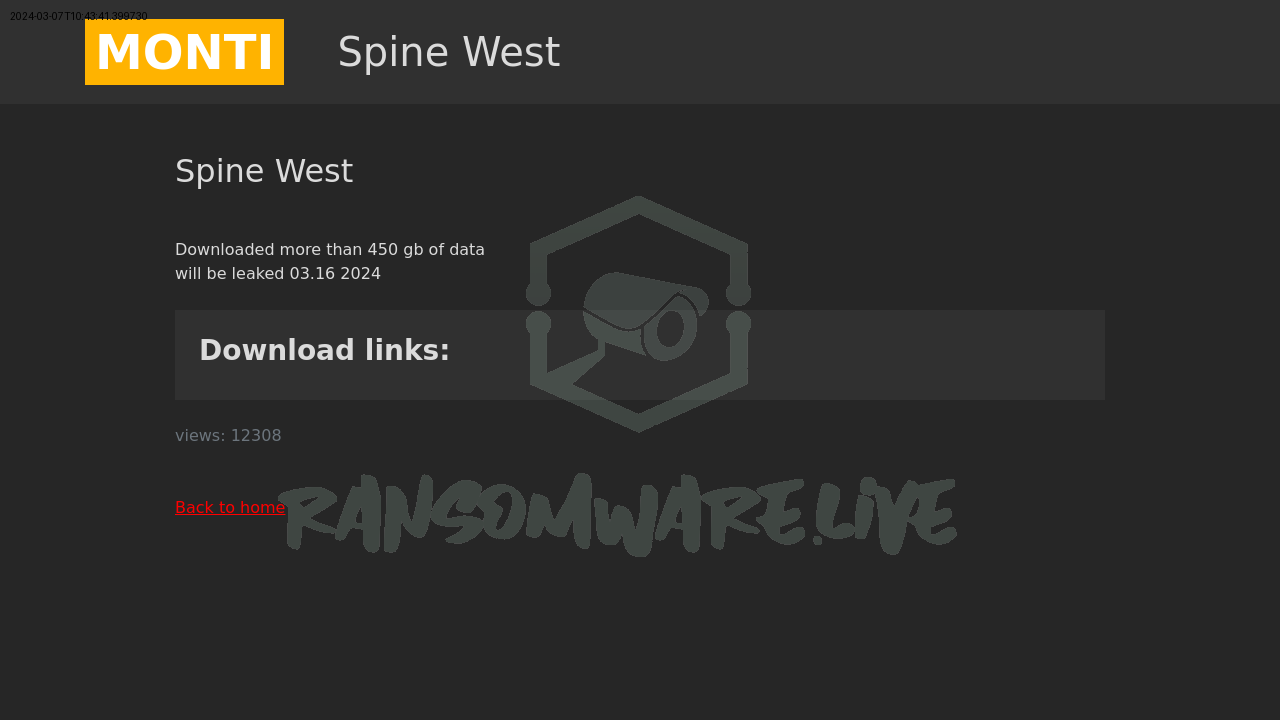 2024-03-07T10:43:41.399730
MONTI
Spine West
Spine West
Downloaded more than 450 gb of data
will be leaked 03.16 2024
Download links:
views: 12308
Back to home
RANSOMWARE.LIVE